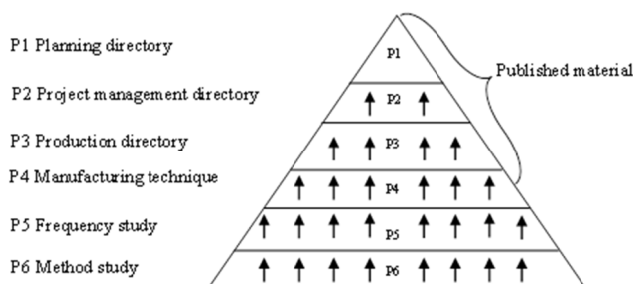 P1 Planning directory
P1
Published material
P2 Project management directory
P2
P3 Production directory
P3
P4 Manufacturing technique
P4
P5 Frequency study
P5
P6 Method study
P6